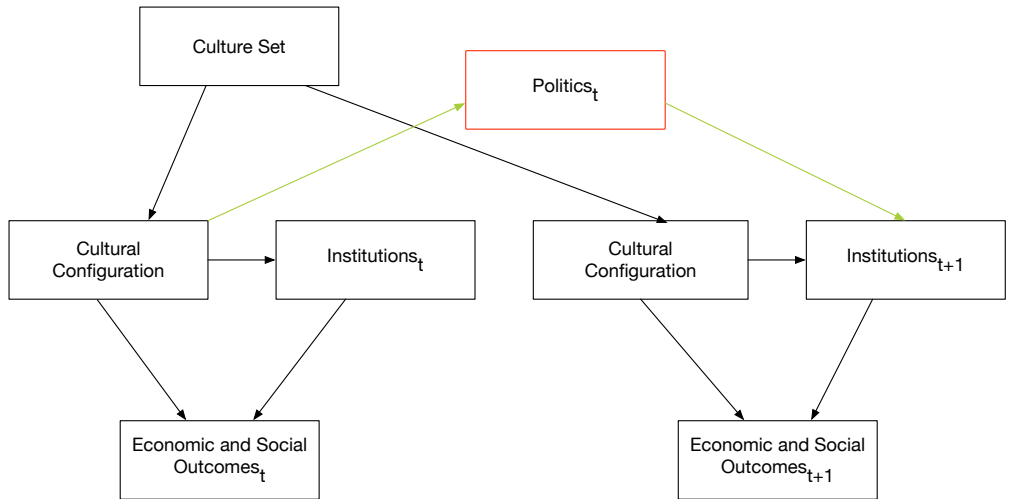 Culture Set
Politicst
Cultural
Configuration
Institutionst
Cultural
Configuration
Institutionst+1
Economic and Social
Outcomest
Economic and Social
Outcomest+1